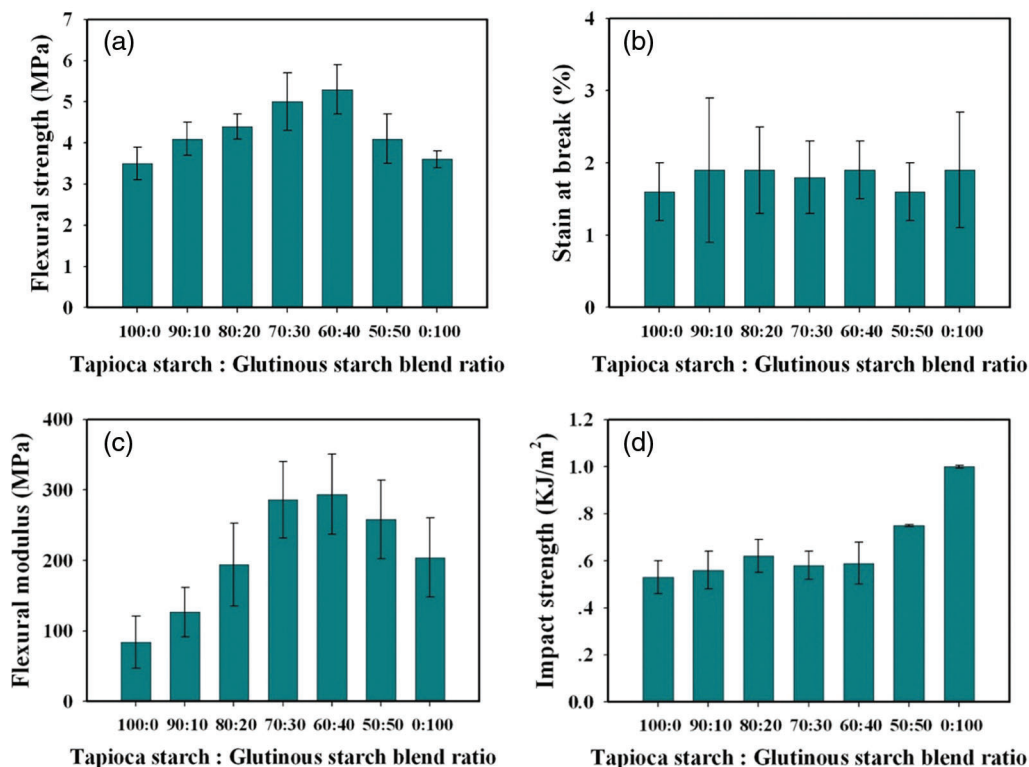 (a)
Flexural strength (MPa)
7
6
5
4
3
2
1
0
100:0 90:10 80:20 70:30 60:40 50:50 0:100
Tapioca starch : Glutinous starch blend ratio
(b)
Stain at break (%)
4
3
2
1
0
100:0 90:10 80:20 70:30 60:40 50:50 0:100
Tapioca starch : Glutinous starch blend ratio
(c)
Flexural modulus (MPa)
400
300
200
100
0
100:0 90:10 80:20 70:30 60:40 50:50 0:100
Tapioca starch : Glutinous starch blend ratio
(d)
Impact strength (KJ/m²)
1.0
.8
.6
.4
.2
0.0
100:0 90:10 80:20 70:30 60:40 50:50 0:100
Tapioca starch : Glutinous starch blend ratio